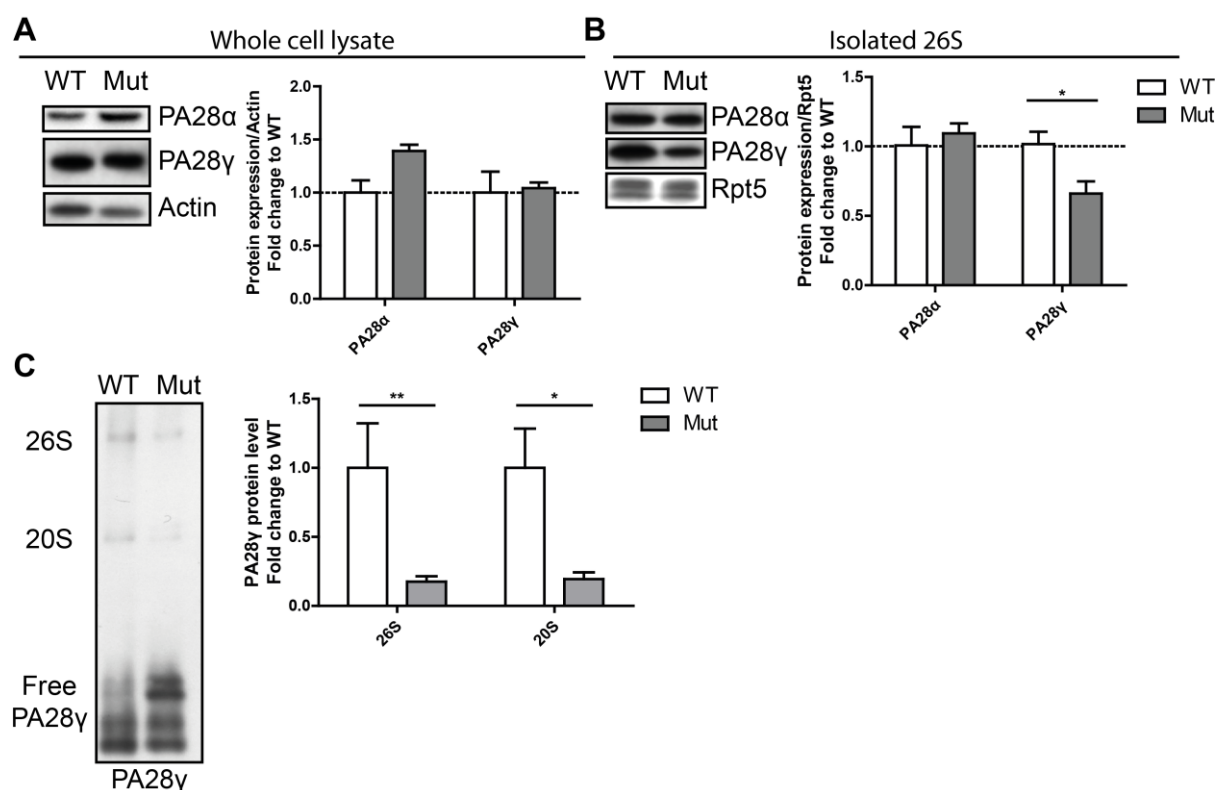 A
Whole cell lysate
WT Mut
PA28α
PA28γ
Actin
Protein expression/Actin
Fold change to WT
2.0
1.5
1.0
0.5
0.0
PA28α
PA28γ
B
Isolated 26S
WT Mut
PA28α
PA28γ
Rpt5
Protein expression/Rpt5
Fold change to WT
1.5
1.0
0.5
0.0
*
PA28α
PA28γ
WT
Mut
C
WT Mut
26S
20S
Free
PA28γ
PA28γ
PA28γ protein level
Fold change to WT
1.5
1.0
0.5
0.0
**
*
26S
20S
WT
Mut